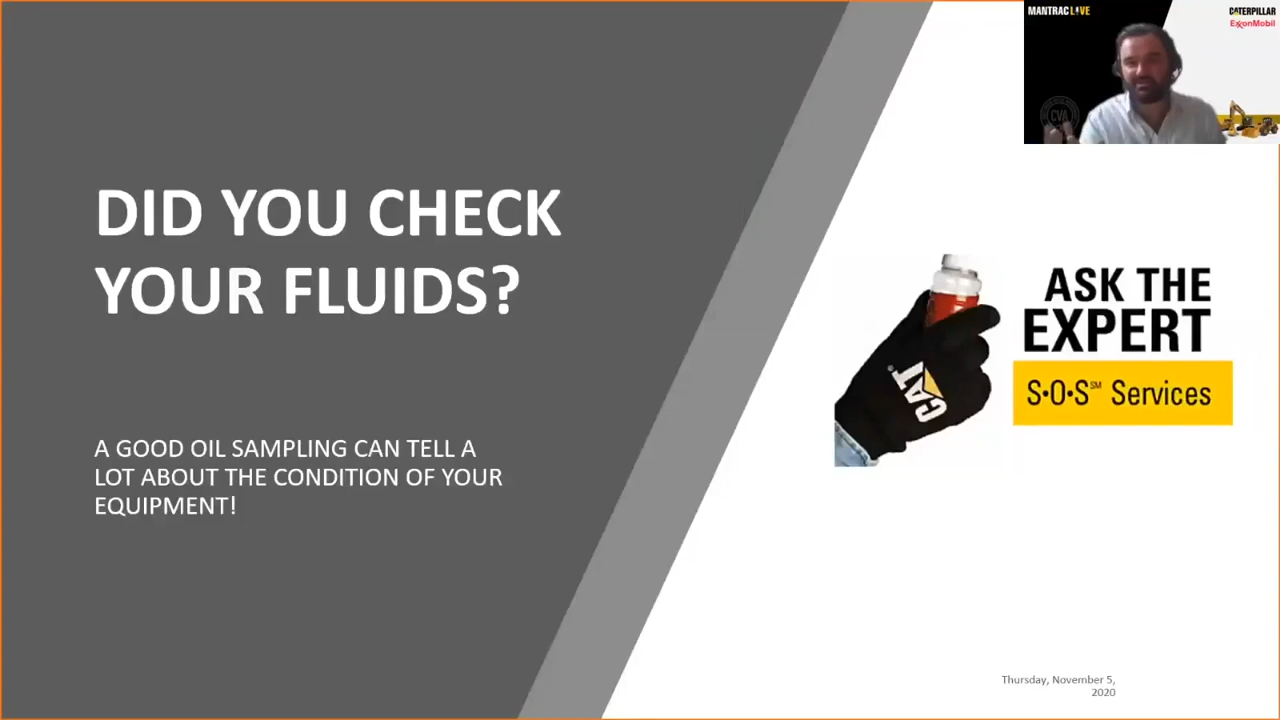 DID YOU CHECK
YOUR FLUIDS?
A GOOD OIL SAMPLING CAN TELL A
LOT ABOUT THE CONDITION OF YOUR
EQUIPMENT!
MANTRAC LIVE
CATERPILLAR
ExxonMobil
CVA
CAT®
ASK THE
EXPERT
S•O•S℠ Services
Thursday, November 5,
2020